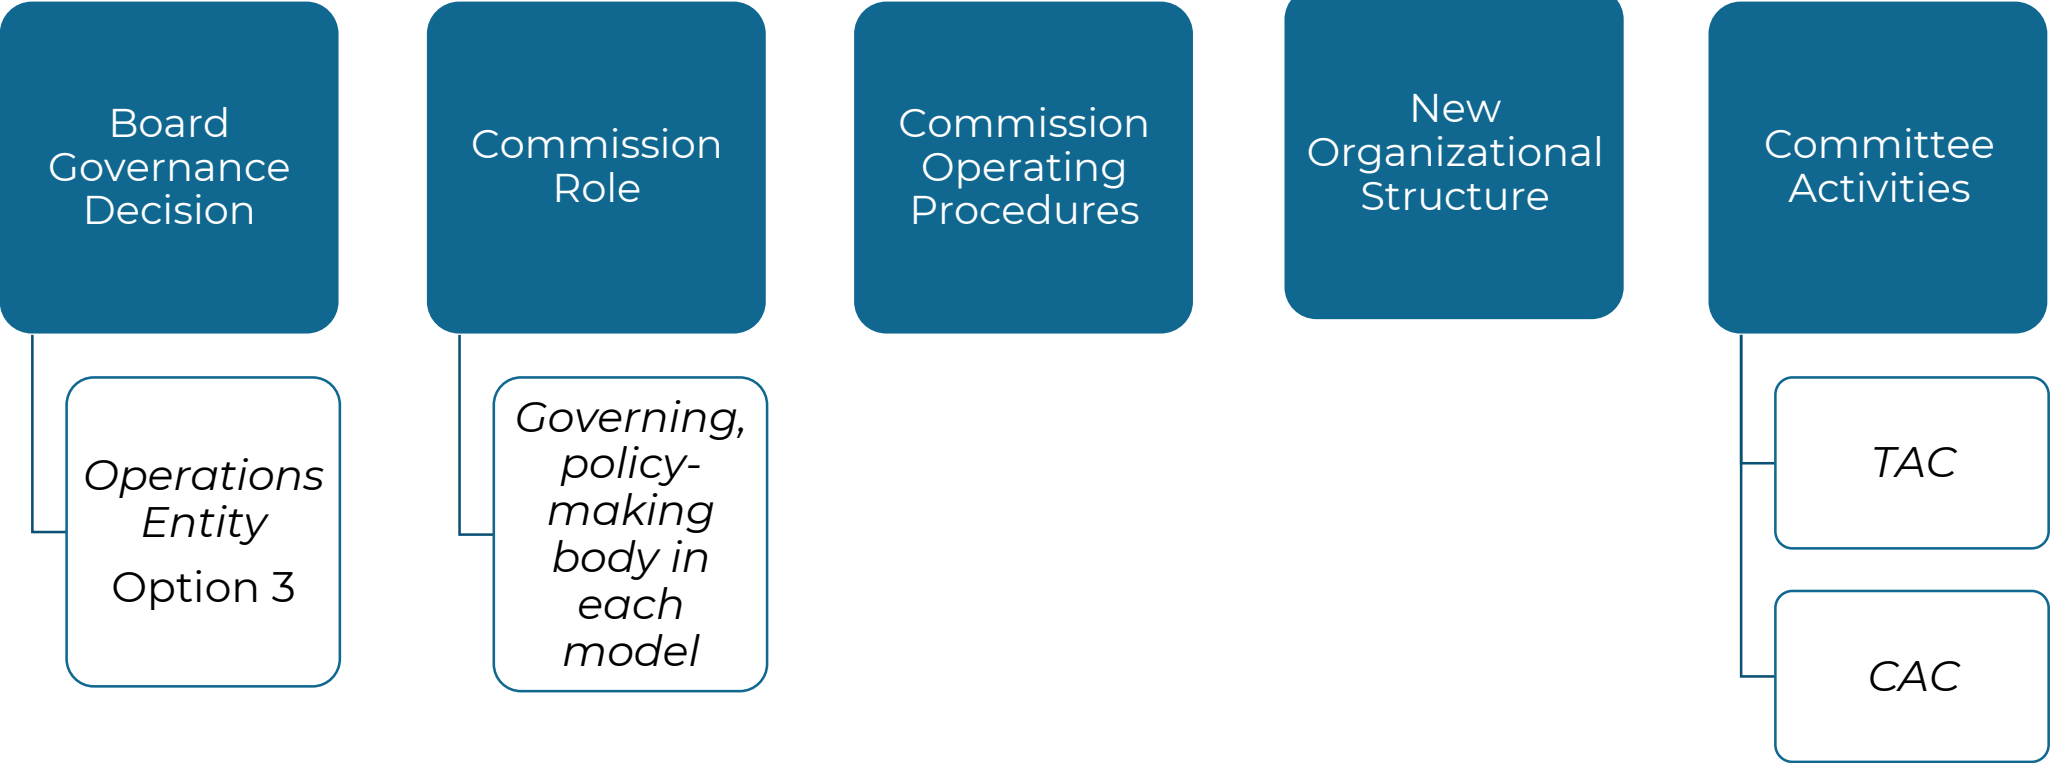 Board
Governance
Decision
Operations
Entity
Option 3
Commission
Role
Governing,
policy-
making
body in
each
model
Commission
Operating
Procedures
New
Organizational
Structure
Committee
Activities
TAC
CAC